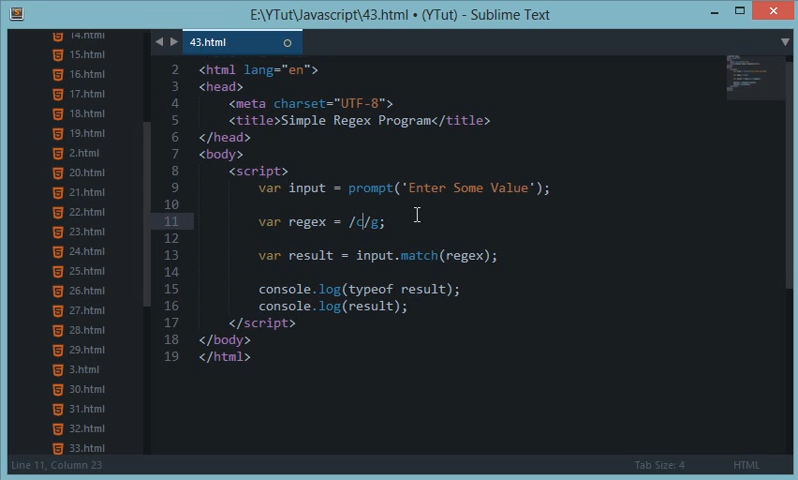 E:\YTut\Javascript\43.html • (YTut) - Sublime Text
14.html
15.html
16.html
17.html
18.html
19.html
2.html
20.html
21.html
22.html
23.html
24.html
25.html
26.html
27.html
28.html
29.html
3.html
30.html
31.html
32.html
33.html
43.html
2 <html lang="en">
3 <head>
4 <meta charset="UTF-8">
5 <title>Simple Regex Program</title>
6 </head>
7 <body>
8 <script>
9 var input = prompt('Enter Some Value');
10
11 var regex = /c/g;
12
13 var result = input.match(regex);
14
15 console.log(typeof result);
16 console.log(result);
17 </script>
18 </body>
19 </html>
Line 11, Column 23
Tab Size: 4
HTML